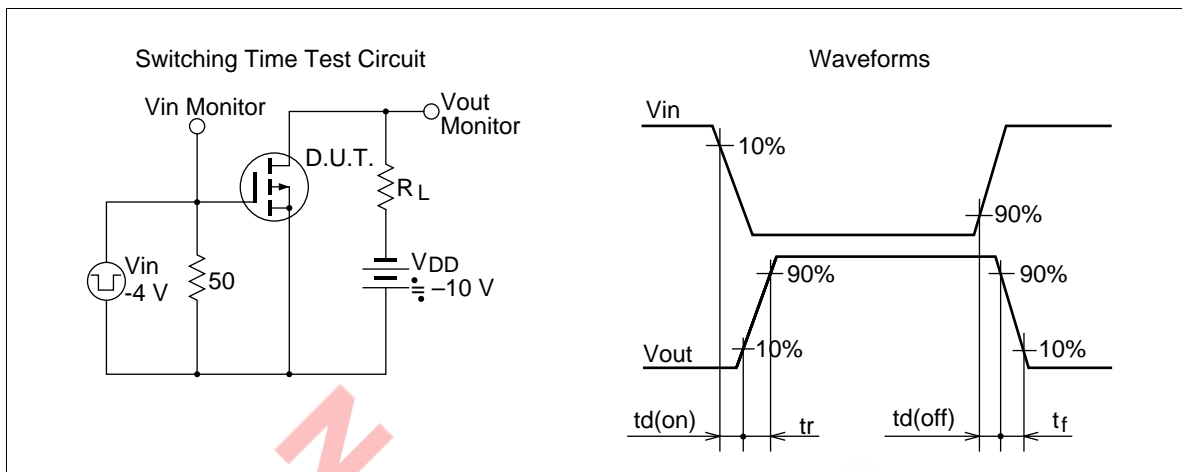 Switching Time Test Circuit
Vin Monitor
Vout
Monitor
D.U.T.
RL
Vin
-4 V
50
VDD
≒ –10 V
Waveforms
Vin
10%
90%
90%
90%
Vout
10%
10%
td(on)
tr
td(off)
tf
N